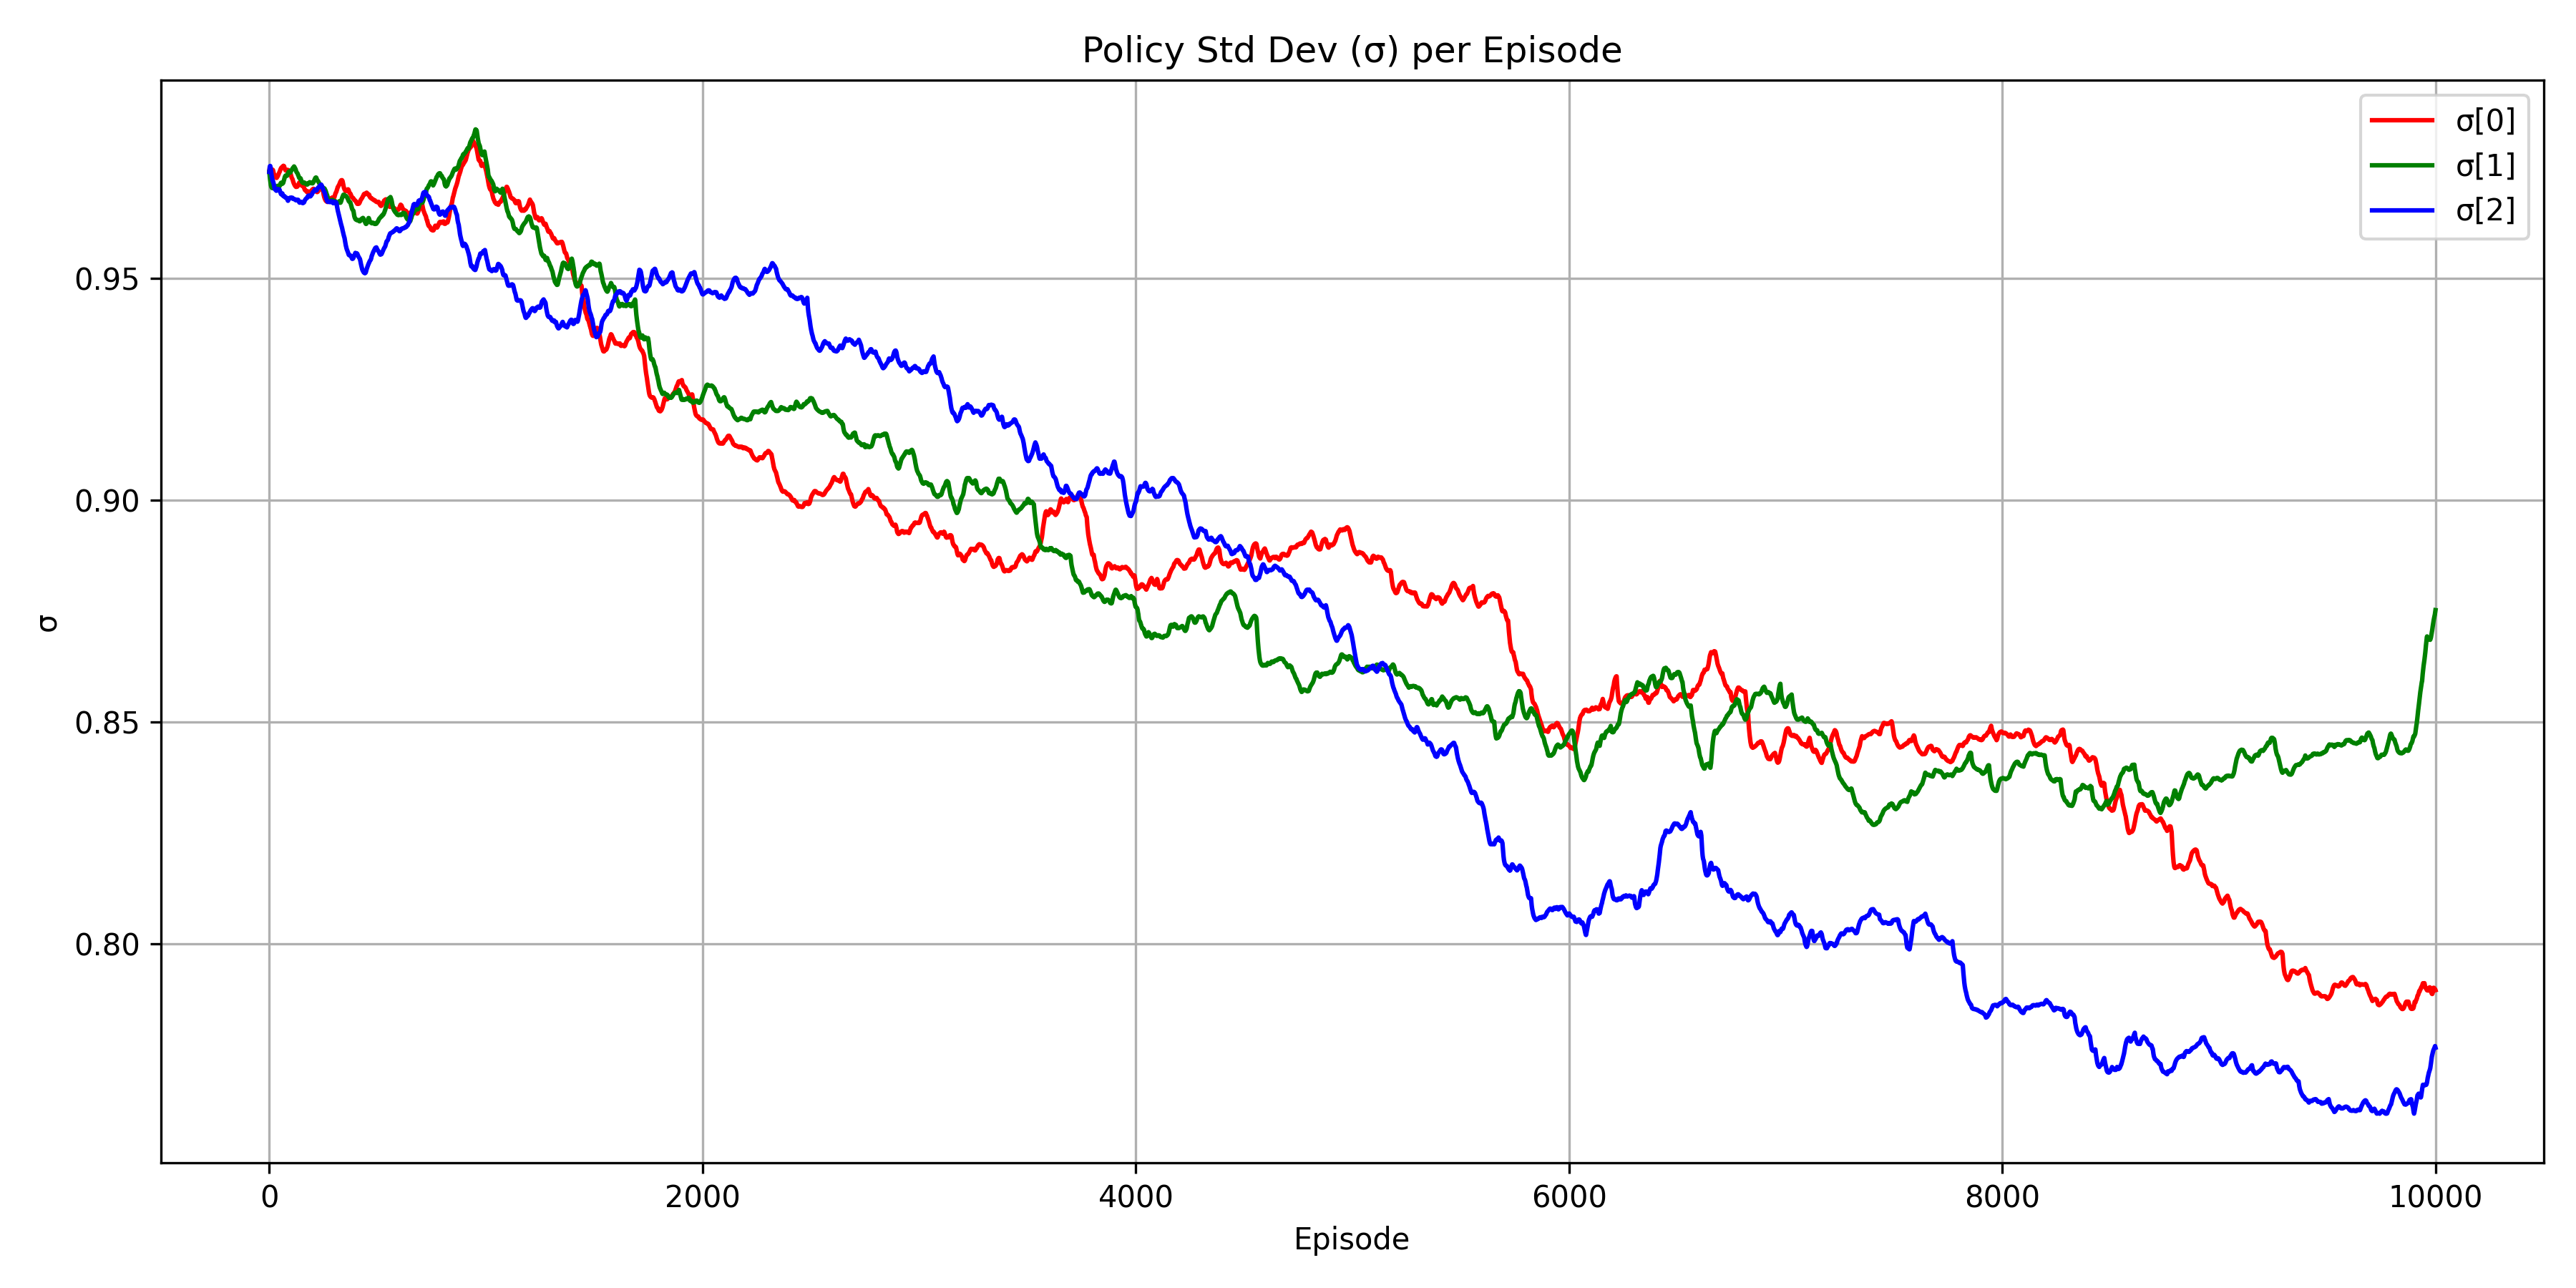 Policy Std Dev (σ) per Episode
σ[0]
σ[1]
σ[2]
0.95
0.90
0.85
0.80
σ
0 2000 4000 6000 8000 10000
Episode